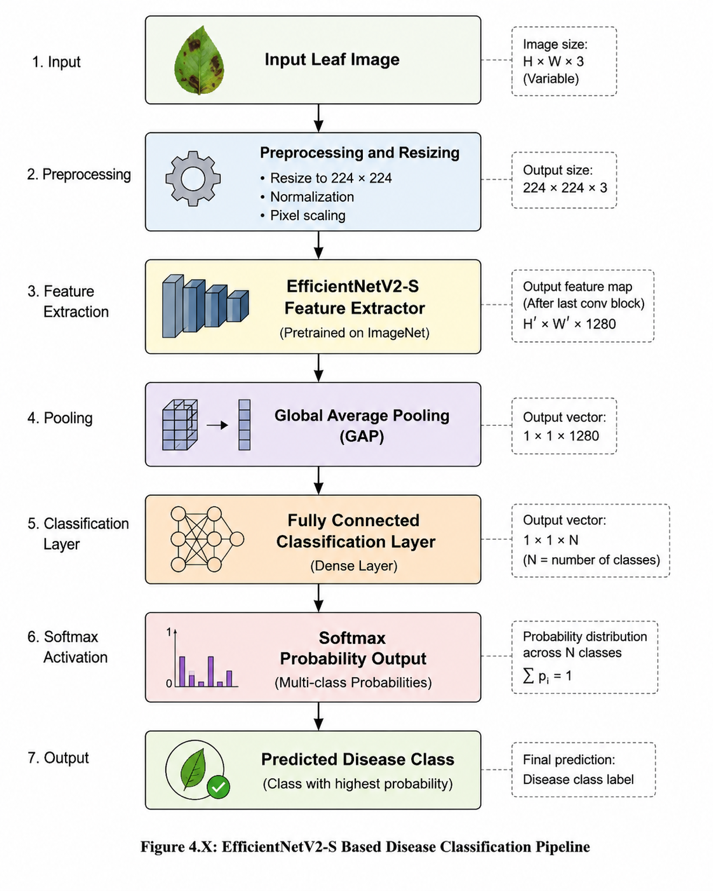 1. Input
Input Leaf Image
Image size:
H × W × 3
(Variable)
2. Preprocessing
Preprocessing and Resizing
• Resize to 224 × 224
• Normalization
• Pixel scaling
Output size:
224 × 224 × 3
3. Feature
Extraction
EfficientNetV2-S
Feature Extractor
(Pretrained on ImageNet)
Output feature map
(After last conv block)
H′ × W′ × 1280
4. Pooling
Global Average Pooling
(GAP)
Output vector:
1 × 1 × 1280
5. Classification
Layer
Fully Connected
Classification Layer
(Dense Layer)
Output vector:
1 × 1 × N
(N = number of classes)
6. Softmax
Activation
1
0
Softmax
Probability Output
(Multi-class Probabilities)
Probability distribution
across N classes
∑ pᵢ = 1
7. Output
Predicted Disease Class
(Class with highest probability)
Final prediction:
Disease class label
Figure 4.X: EfficientNetV2-S Based Disease Classification Pipeline